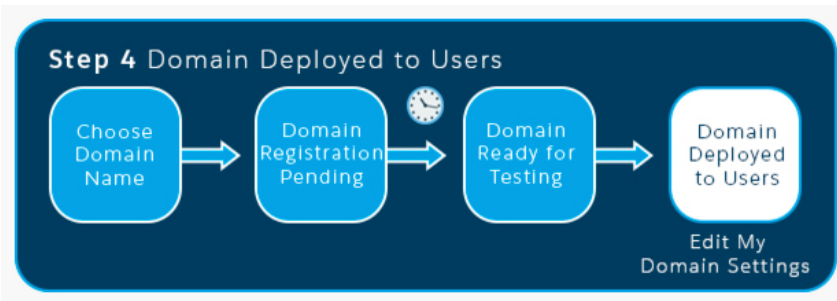 Step 4 Domain Deployed to Users
Choose
Domain
Name
Domain
Registration
Pending
Domain
Ready for
Testing
Domain
Deployed
to Users
Edit My
Domain Settings